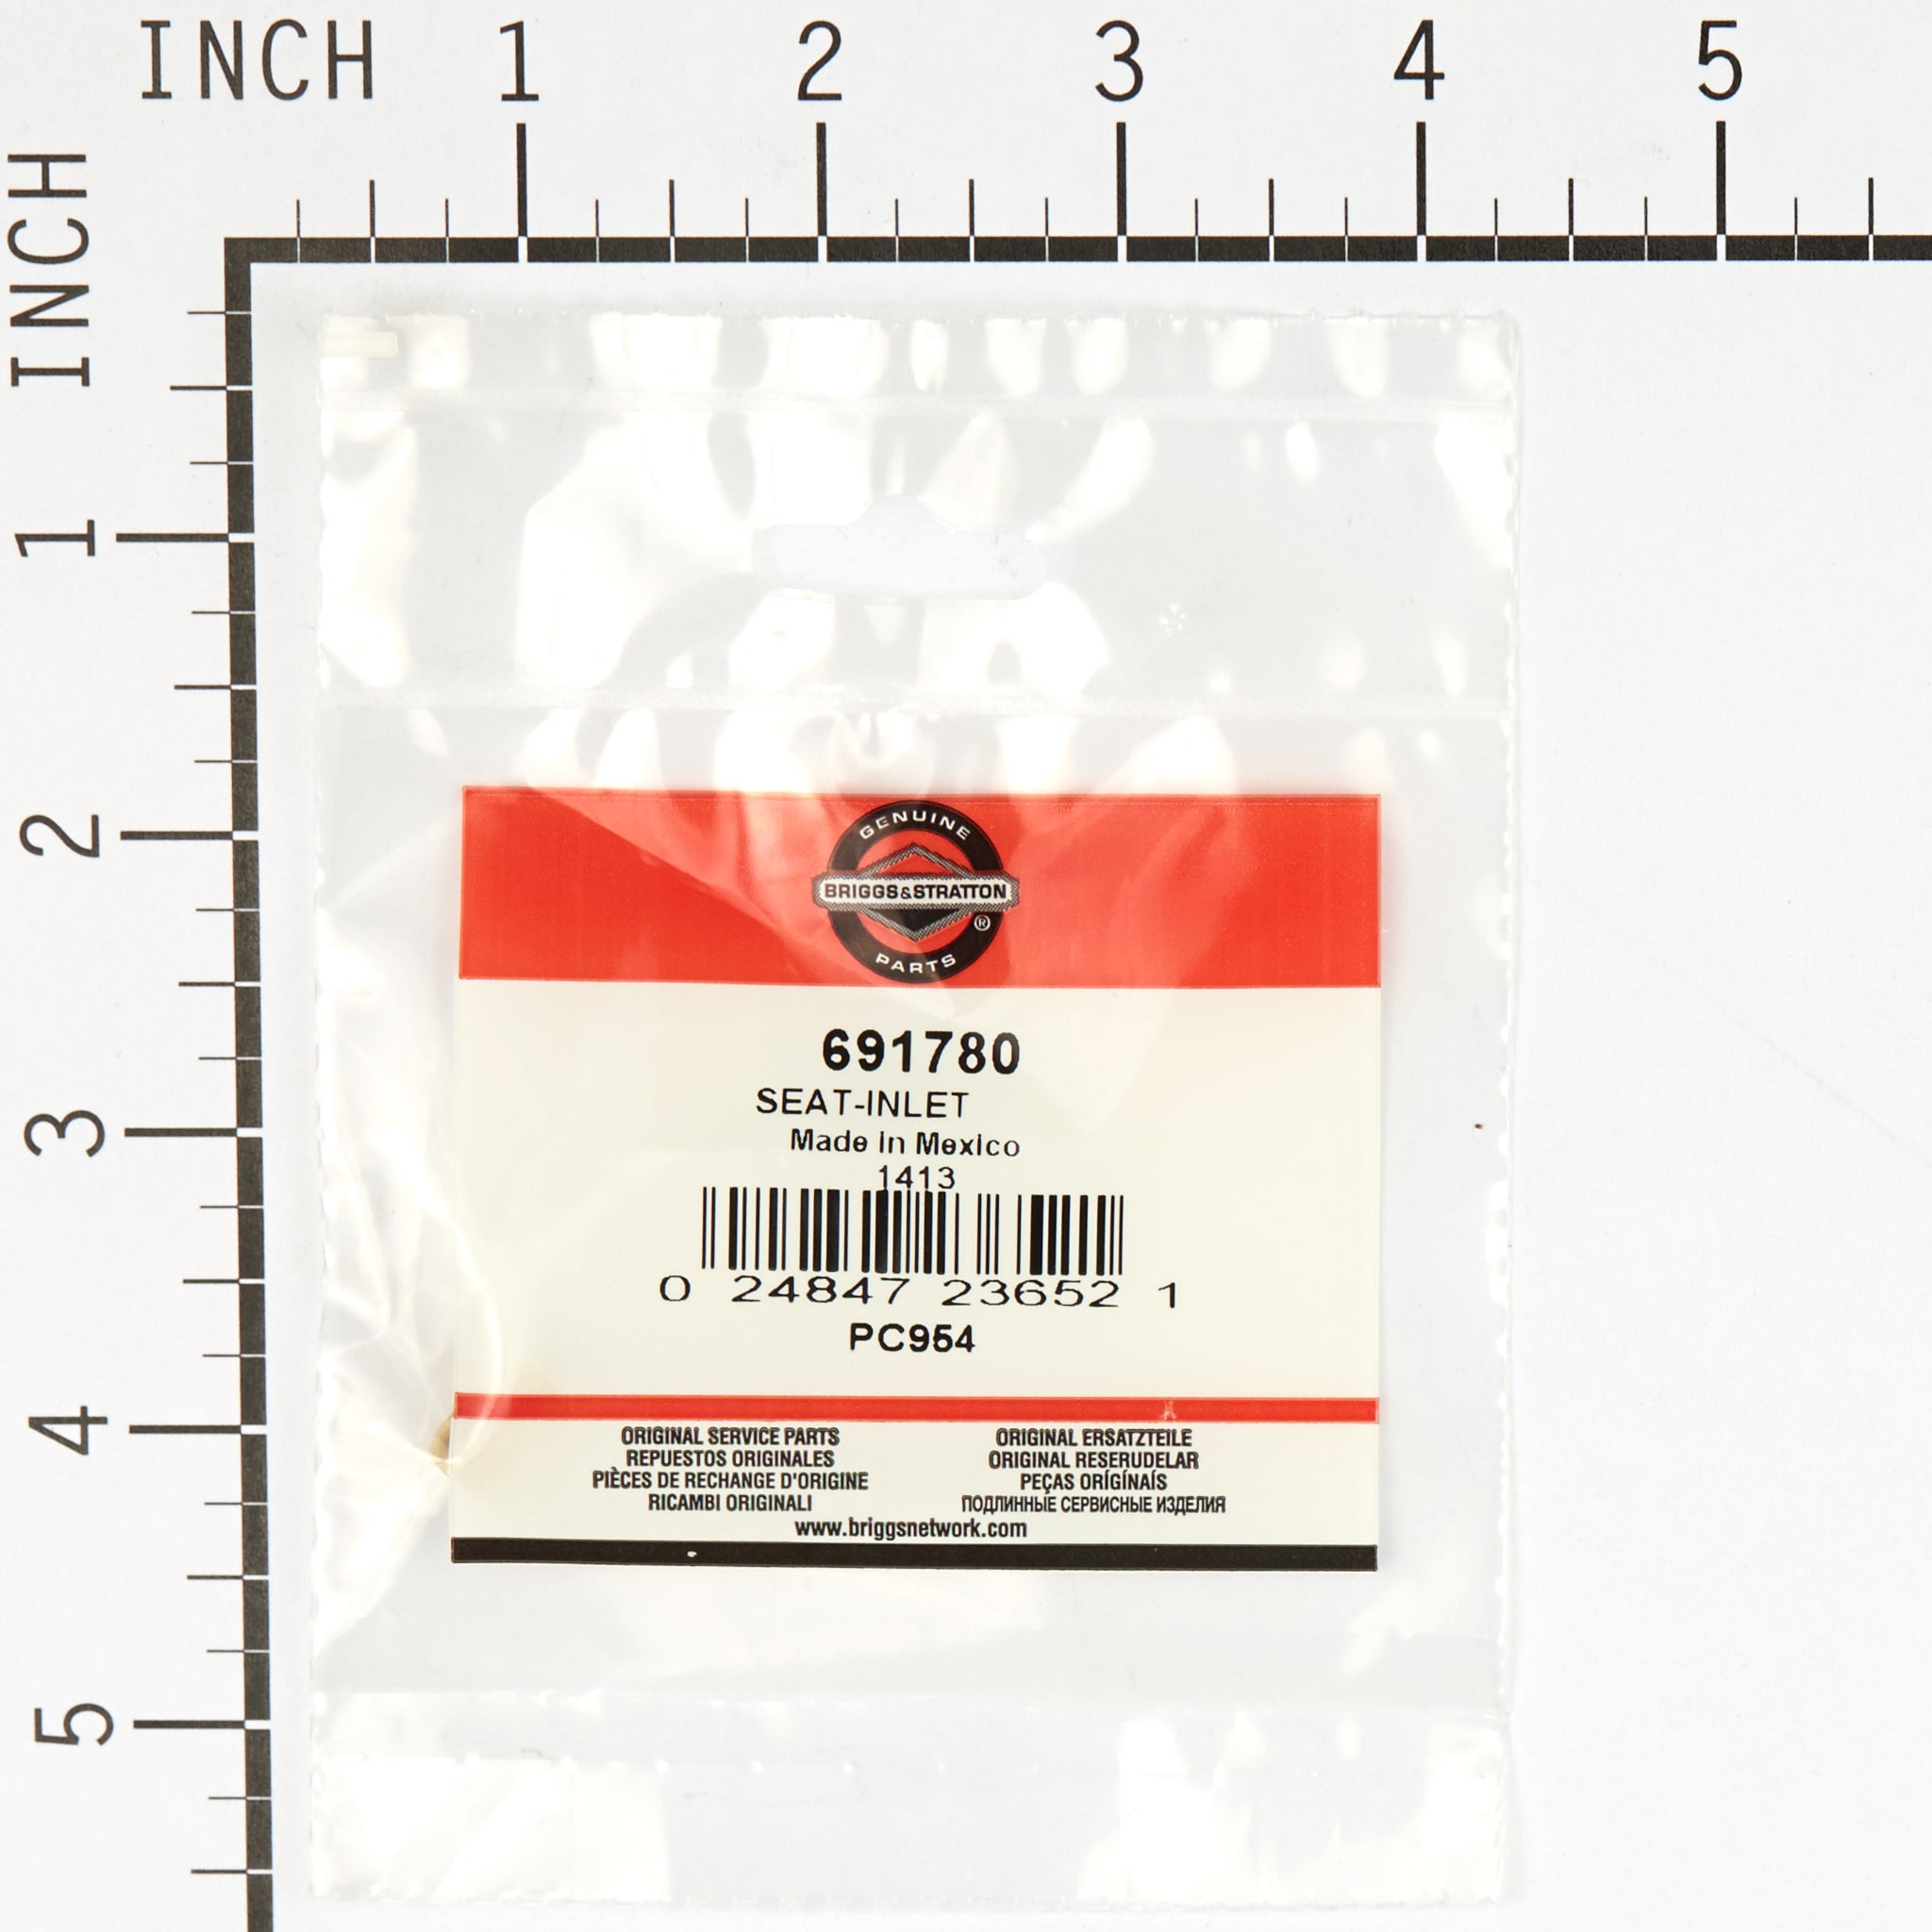 INCH 1 2 3 4 5
INCH 1 2 3 4 5
GENUINE
BRIGGS&STRATTON
®
PARTS
691780
SEAT-INLET
Made in Mexico
1413
0 24847 23652 1
PC954
ORIGINAL SERVICE PARTS
REPUESTOS ORIGINALES
PIÈCES DE RECHANGE D'ORIGINE
RICAMBI ORIGINALI
ORIGINAL ERSATZTEILE
ORIGINAL RESERUDELAR
PEÇAS ORÍGÍNAÍS
ПОДЛИННЫЕ СЕРВИСНЫЕ ИЗДЕЛИЯ
www.briggsnetwork.com